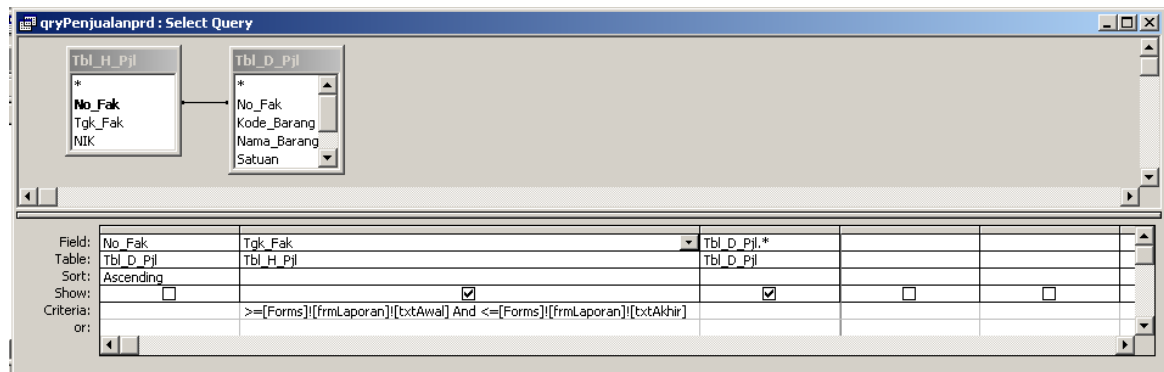 qryPenjualanprd : Select Query
Tbl_H_Pjl
*
No_Fak
Tgk_Fak
NIK
Tbl_D_Pjl
*
No_Fak
Kode_Barang
Nama_Barang
Satuan
Field: No_Fak Tgk_Fak Tbl_D_Pjl.*
Table: Tbl_D_Pjl Tbl_H_Pjl Tbl_D_Pjl
Sort: Ascending
Show:
Criteria: >=[Forms]![frmLaporan]![txtAwal] And <=[Forms]![frmLaporan]![txtAkhir]
or: